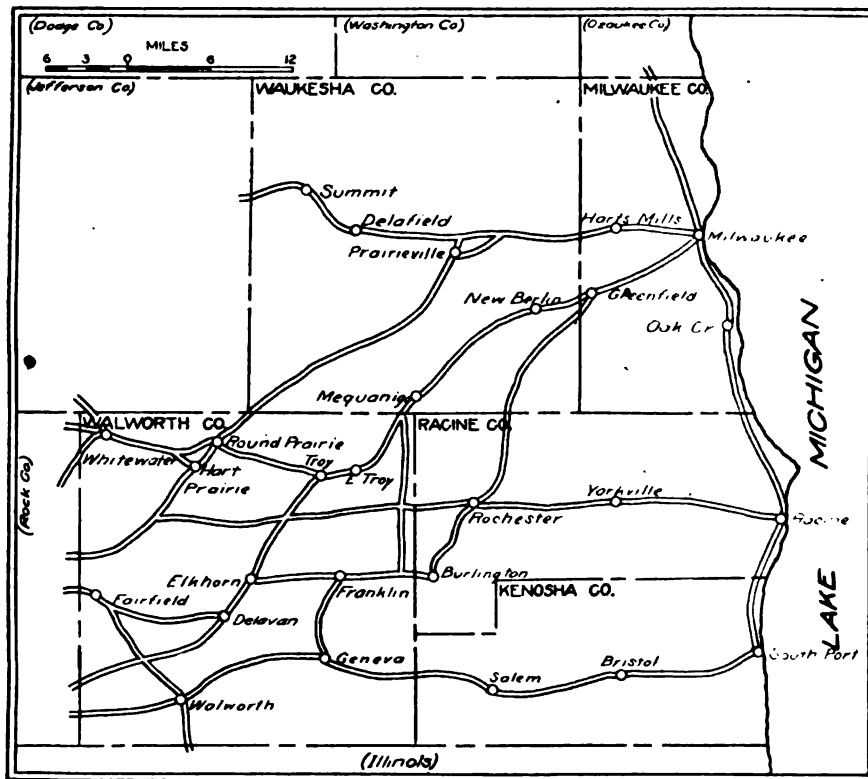 (Dodge Co)
(Washington Co)
(Ozaukee Co)
MILES
6 3 0 6 12
(Jefferson Co)
WAUKESHA CO.
MILWAUKEE CO.
Summit
Delafield
Harts Mills
Milwaukee
Prairieville
New Berlin
Greenfield
Oak Cr
MICHIGAN
LAKE
Mequanigo
WALWORTH CO.
RACINE CO.
Round Prairie
Whitewater
Hart
Prairie
Troy
E Troy
(Rock Co)
Rochester
Yorkville
Racine
Elkhorn
Franklin
Burlington
KENOSHA CO.
Fairfield
Delavan
Geneva
South Port
Salem
Bristol
Walworth
(Illinois)